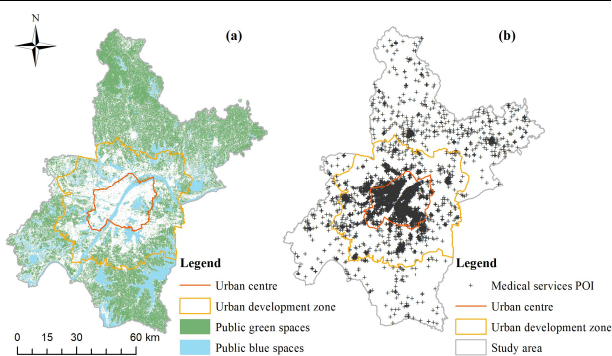 N
(a)
(b)
Legend
Urban centre
Urban development zone
Public green spaces
Public blue spaces
0 15 30 60 km
Legend
Medical services POI
Urban centre
Urban development zone
Study area